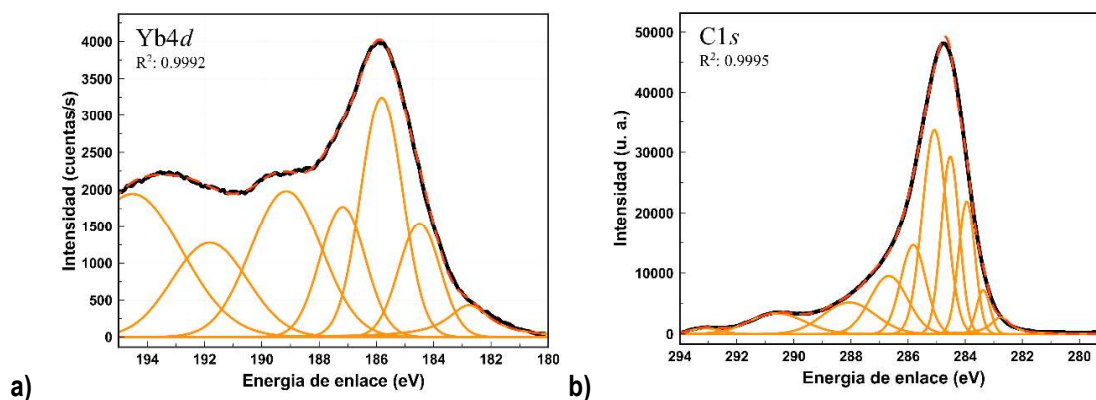 Yb4d
R²: 0.9992
4000
3500
3000
2500
2000
1500
1000
500
0
Intensidad (cuentas/s)
194 192 190 188 186 184 182 180
Energia de enlace (eV)
a)
C1s
R²: 0.9995
50000
40000
30000
20000
10000
0
Intensidad (u. a.)
294 292 290 288 286 284 282 280
Energia de enlace (eV)
b)